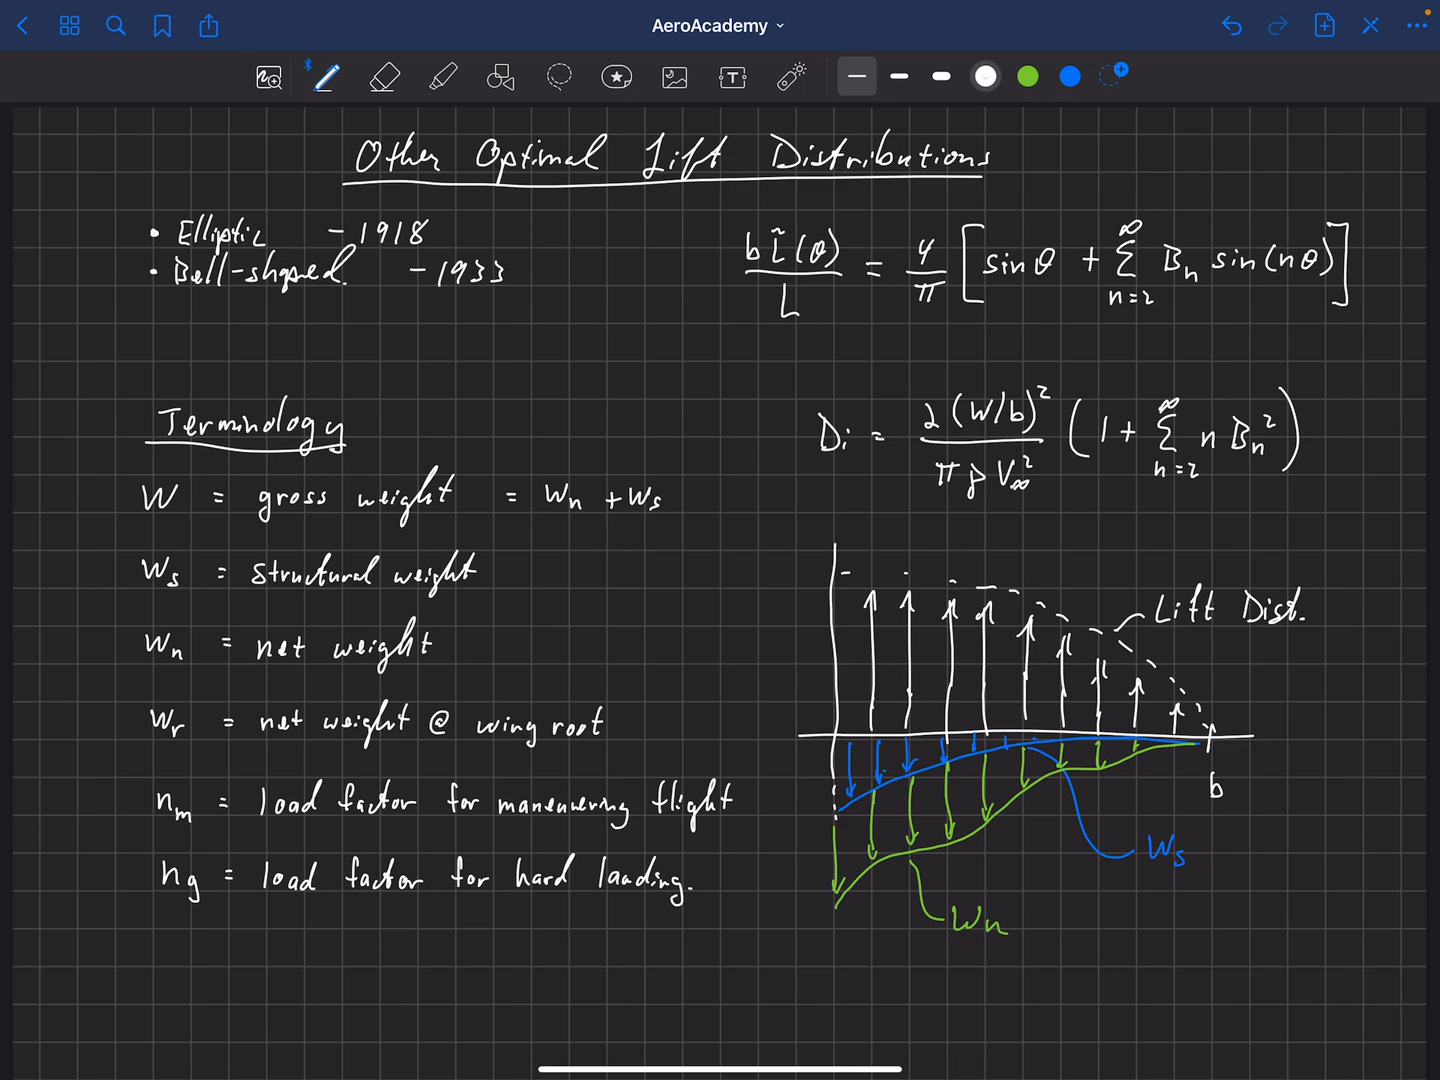 AeroAcademy
Other Optimal Lift Distributions
• Elliptic - 1918
• Bell-shaped. - 1933
b L̃(θ) / L = 4/π [sin θ + Σ_{n=2}^{∞} B_n sin(nθ)]
Terminology
D_i = 2(W/b)² / (π ρ V_∞²) (1 + Σ_{n=2}^{∞} n B_n²)
W = gross weight = W_n + W_s
W_s = structural weight
W_n = net weight
W_r = net weight @ wing root
n_m = load factor for maneuvering flight
n_g = load factor for hard landing.
Lift Dist.
b
W_s
W_n